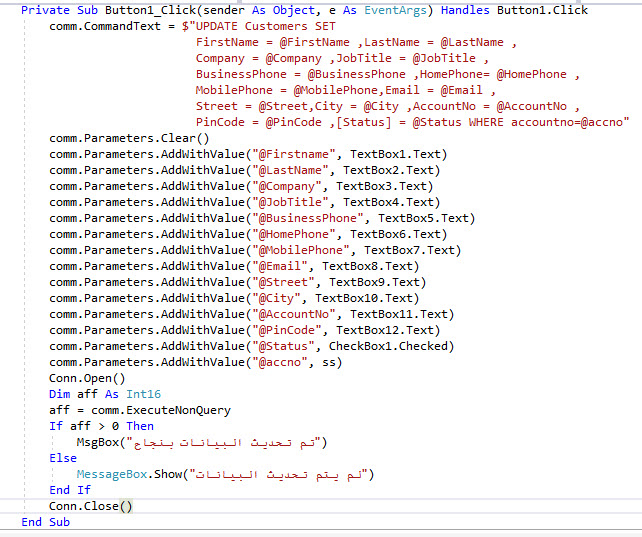 Private Sub Button1_Click(sender As Object, e As EventArgs) Handles Button1.Click
comm.CommandText = $"UPDATE Customers SET
FirstName = @FirstName ,LastName = @LastName ,
Company = @Company ,JobTitle = @JobTitle ,
BusinessPhone = @BusinessPhone ,HomePhone= @HomePhone ,
MobilePhone = @MobilePhone,Email = @Email ,
Street = @Street,City = @City ,AccountNo = @AccountNo ,
PinCode = @PinCode ,[Status] = @Status WHERE accountno=@accno"
comm.Parameters.Clear()
comm.Parameters.AddWithValue("@Firstname", TextBox1.Text)
comm.Parameters.AddWithValue("@LastName", TextBox2.Text)
comm.Parameters.AddWithValue("@Company", TextBox3.Text)
comm.Parameters.AddWithValue("@JobTitle", TextBox4.Text)
comm.Parameters.AddWithValue("@BusinessPhone", TextBox5.Text)
comm.Parameters.AddWithValue("@HomePhone", TextBox6.Text)
comm.Parameters.AddWithValue("@MobilePhone", TextBox7.Text)
comm.Parameters.AddWithValue("@Email", TextBox8.Text)
comm.Parameters.AddWithValue("@Street", TextBox9.Text)
comm.Parameters.AddWithValue("@City", TextBox10.Text)
comm.Parameters.AddWithValue("@AccountNo", TextBox11.Text)
comm.Parameters.AddWithValue("@PinCode", TextBox12.Text)
comm.Parameters.AddWithValue("@Status", CheckBox1.Checked)
comm.Parameters.AddWithValue("@accno", ss)
Conn.Open()
Dim aff As Int16
aff = comm.ExecuteNonQuery
If aff > 0 Then
MsgBox("تم تحديث البيانات بنجاح")
Else
MessageBox.Show("لم يتم تحديث البيانات")
End If
Conn.Close()
End Sub